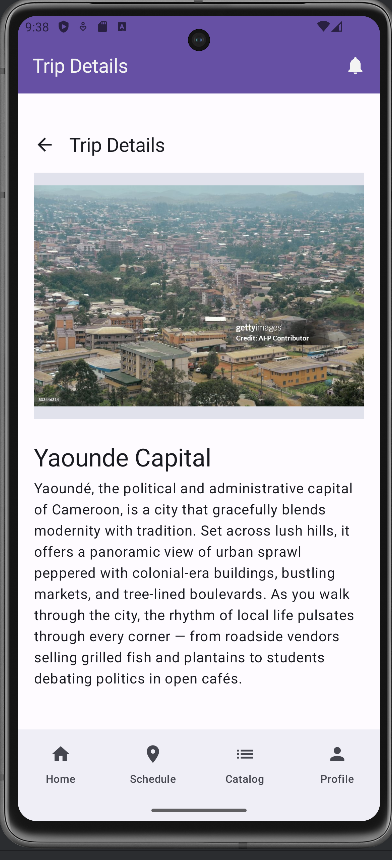 9:38
Trip Details
Trip Details
gettyimages
Credit: AFP Contributor
Yaounde Capital
Yaoundé, the political and administrative capital
of Cameroon, is a city that gracefully blends
modernity with tradition. Set across lush hills, it
offers a panoramic view of urban sprawl
peppered with colonial-era buildings, bustling
markets, and tree-lined boulevards. As you walk
through the city, the rhythm of local life pulsates
through every corner — from roadside vendors
selling grilled fish and plantains to students
debating politics in open cafés.
Home
Schedule
Catalog
Profile